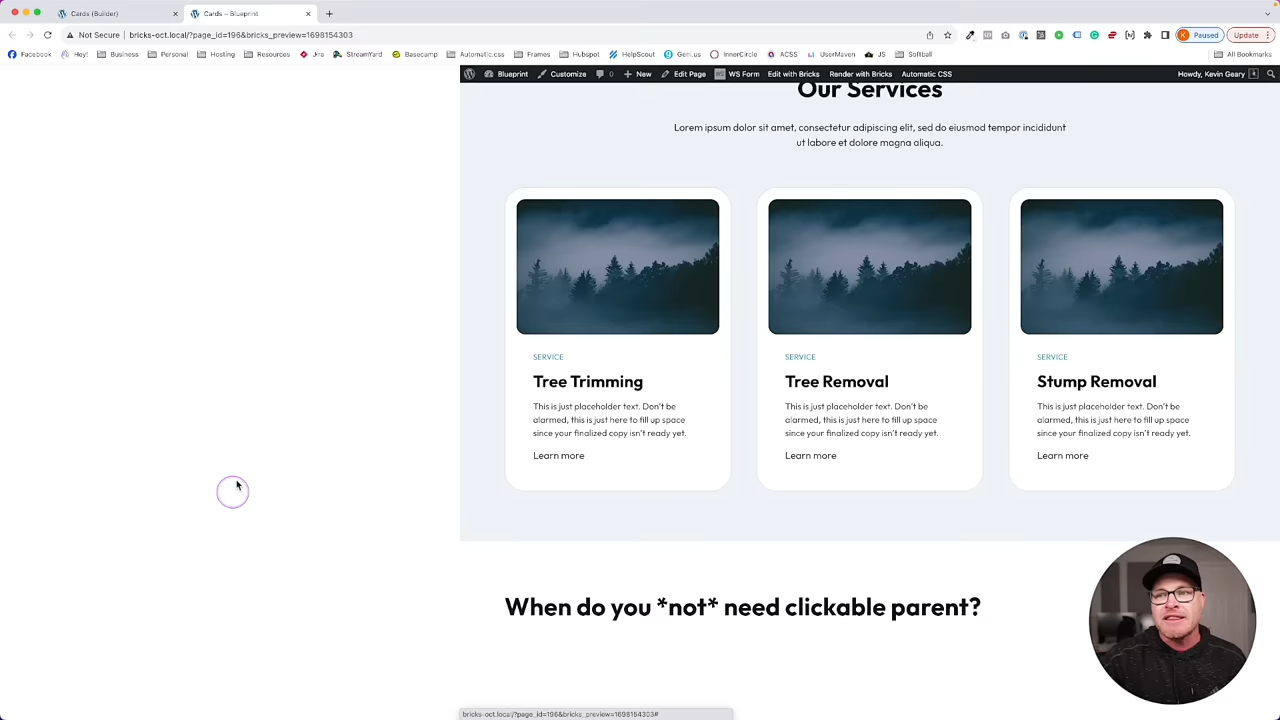 Cards (Builder)
Cards – Blueprint
Not Secure
bricks-oct.local/?page_id=196&bricks_preview=1698154303
Paused
Update
Facebook
Hey!
Business
Personal
Hosting
Resources
Jira
StreamYard
Basecamp
Automatic.css
Frames
Hubspot
HelpScout
Geni.us
InnerCircle
ACSS
UserMaven
JS
Softball
All Bookmarks
Blueprint
Customize
0
New
Edit Page
WS Form
Edit with Bricks
Render with Bricks
Automatic CSS
Howdy, Kevin Geary
Our Services
Lorem ipsum dolor sit amet, consectetur adipiscing elit, sed do eiusmod tempor incididunt
ut labore et dolore magna aliqua.
SERVICE
Tree Trimming
This is just placeholder text. Don't be
alarmed, this is just here to fill up space
since your finalized copy isn't ready yet.
Learn more
SERVICE
Tree Removal
This is just placeholder text. Don't be
alarmed, this is just here to fill up space
since your finalized copy isn't ready yet.
Learn more
SERVICE
Stump Removal
This is just placeholder text. Don't be
alarmed, this is just here to fill up space
since your finalized copy isn't ready yet.
Learn more
When do you *not* need clickable parent?
bricks-oct.local/?page_id=196&bricks_preview=1698154303#